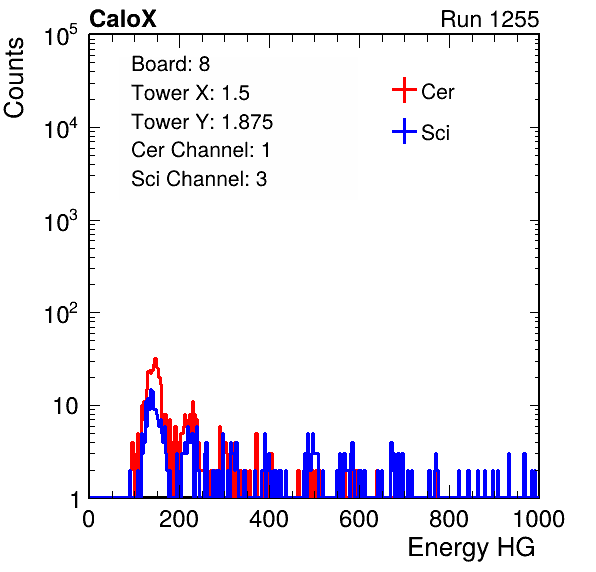 CaloX Run 1255
Counts
10^5
10^4
10^3
10^2
10
1
Board: 8
Tower X: 1.5
Tower Y: 1.875
Cer Channel: 1
Sci Channel: 3
Cer
Sci
0 200 400 600 800 1000
Energy HG